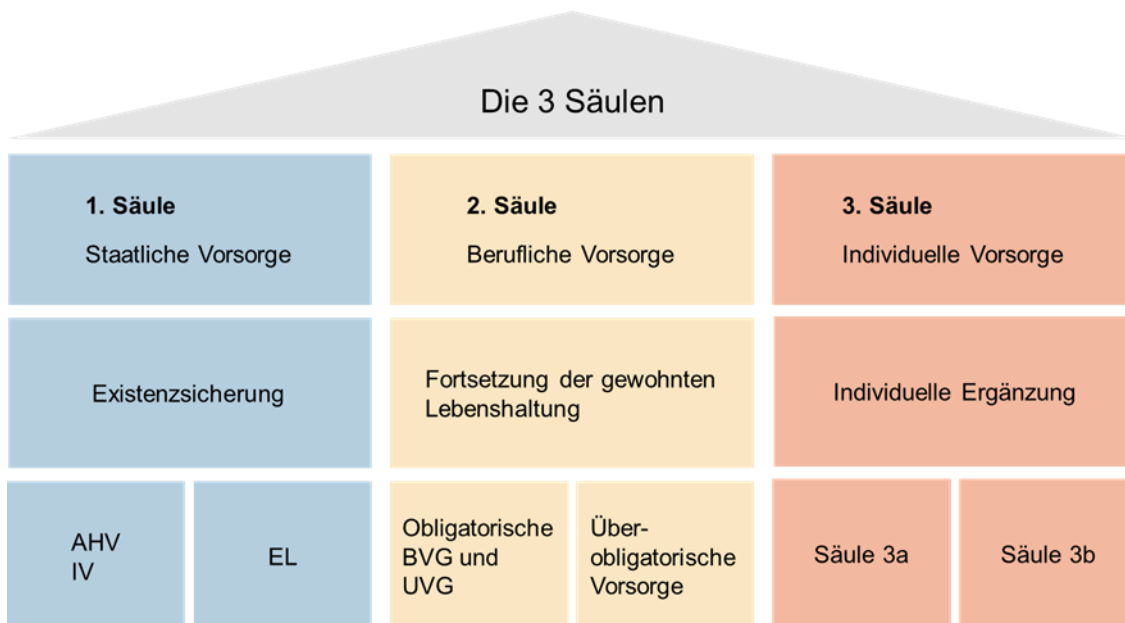 Die 3 Säulen
1. Säule
Staatliche Vorsorge
2. Säule
Berufliche Vorsorge
3. Säule
Individuelle Vorsorge
Existenzsicherung
Fortsetzung der gewohnten
Lebenshaltung
Individuelle Ergänzung
AHV
IV
EL
Obligatorische
BVG und
UVG
Über-
obligatorische
Vorsorge
Säule 3a
Säule 3b